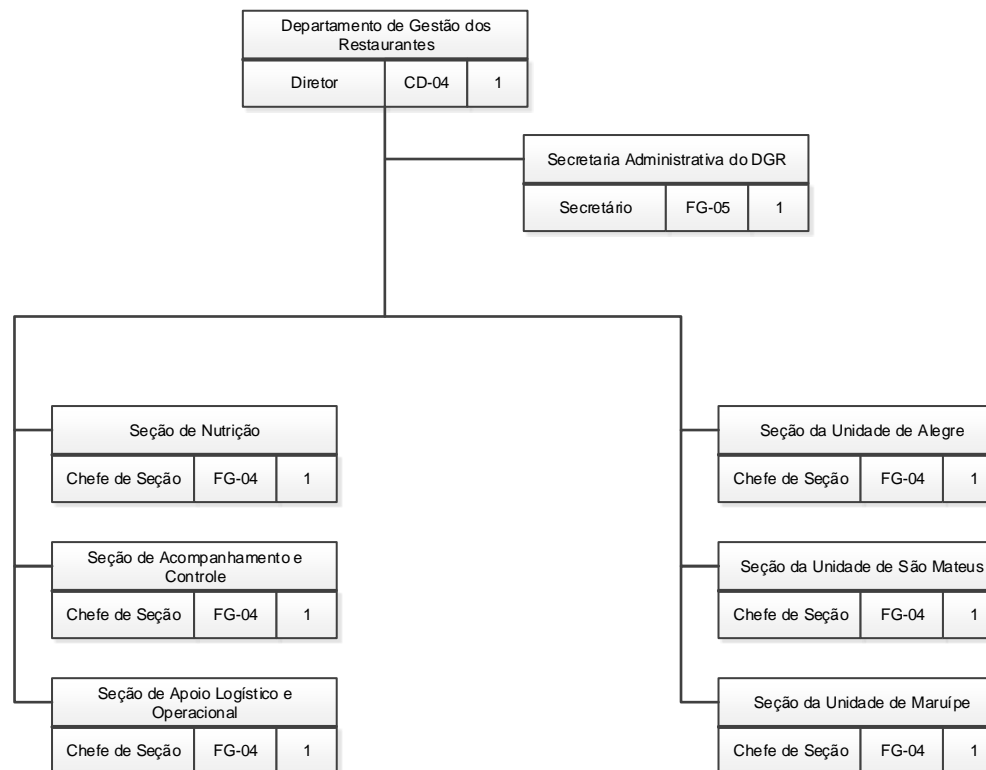 Departamento de Gestão dos
Restaurantes
Diretor CD-04 1
Secretaria Administrativa do DGR
Secretário FG-05 1
Seção de Nutrição
Chefe de Seção FG-04 1
Seção de Acompanhamento e
Controle
Chefe de Seção FG-04 1
Seção de Apoio Logístico e
Operacional
Chefe de Seção FG-04 1
Seção da Unidade de Alegre
Chefe de Seção FG-04 1
Seção da Unidade de São Mateus
Chefe de Seção FG-04 1
Seção da Unidade de Maruípe
Chefe de Seção FG-04 1